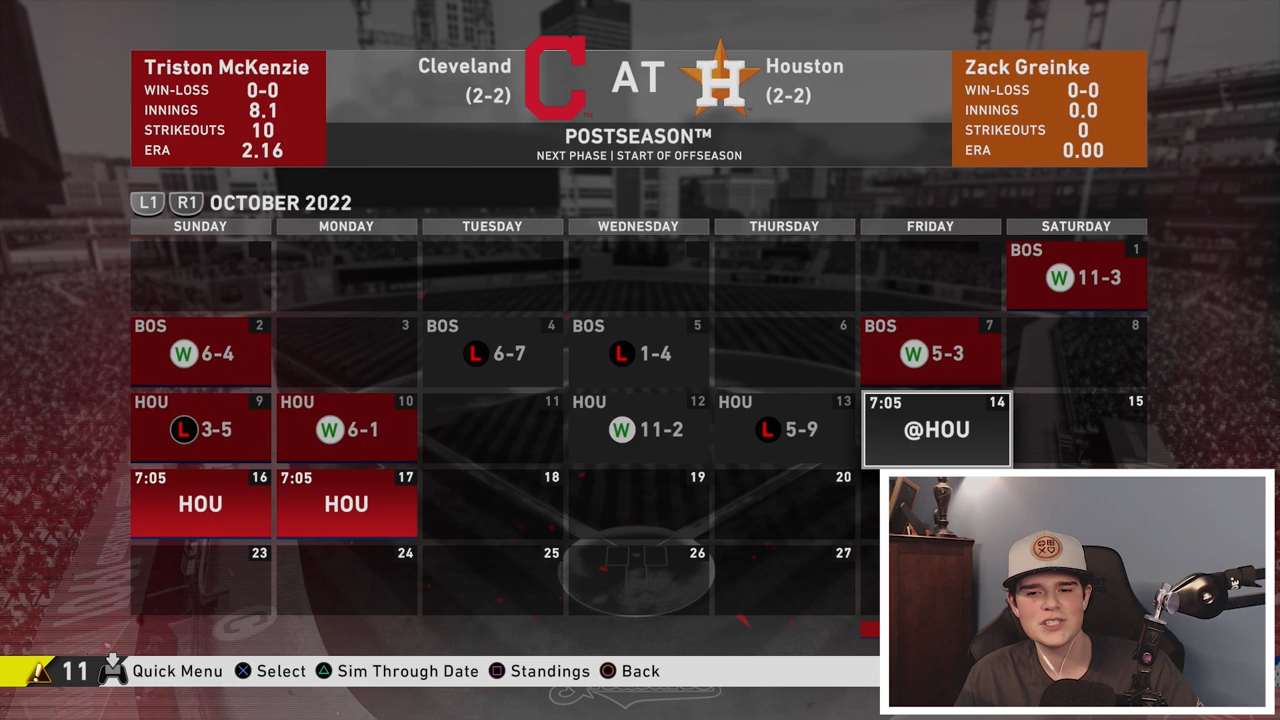 Triston McKenzie
WIN-LOSS 0-0
INNINGS 8.1
STRIKEOUTS 10
ERA 2.16
Cleveland
(2-2)
C
AT
H
Houston
(2-2)
POSTSEASON™
NEXT PHASE | START OF OFFSEASON
Zack Greinke
WIN-LOSS 0-0
INNINGS 0.0
STRIKEOUTS 0
ERA 0.00
L1 R1 OCTOBER 2022
SUNDAY MONDAY TUESDAY WEDNESDAY THURSDAY FRIDAY SATURDAY
BOS 1
W 11-3
BOS 2 3 BOS 4 BOS 5 6 BOS 7 8
W 6-4 L 6-7 L 1-4 W 5-3
HOU 9 HOU 10 11 HOU 12 HOU 13 7:05 14 15
L 3-5 W 6-1 W 11-2 L 5-9 @HOU
7:05 16 7:05 17 18 19 20
HOU HOU
23 24 25 26 27
11 Quick Menu Select Sim Through Date Standings Back